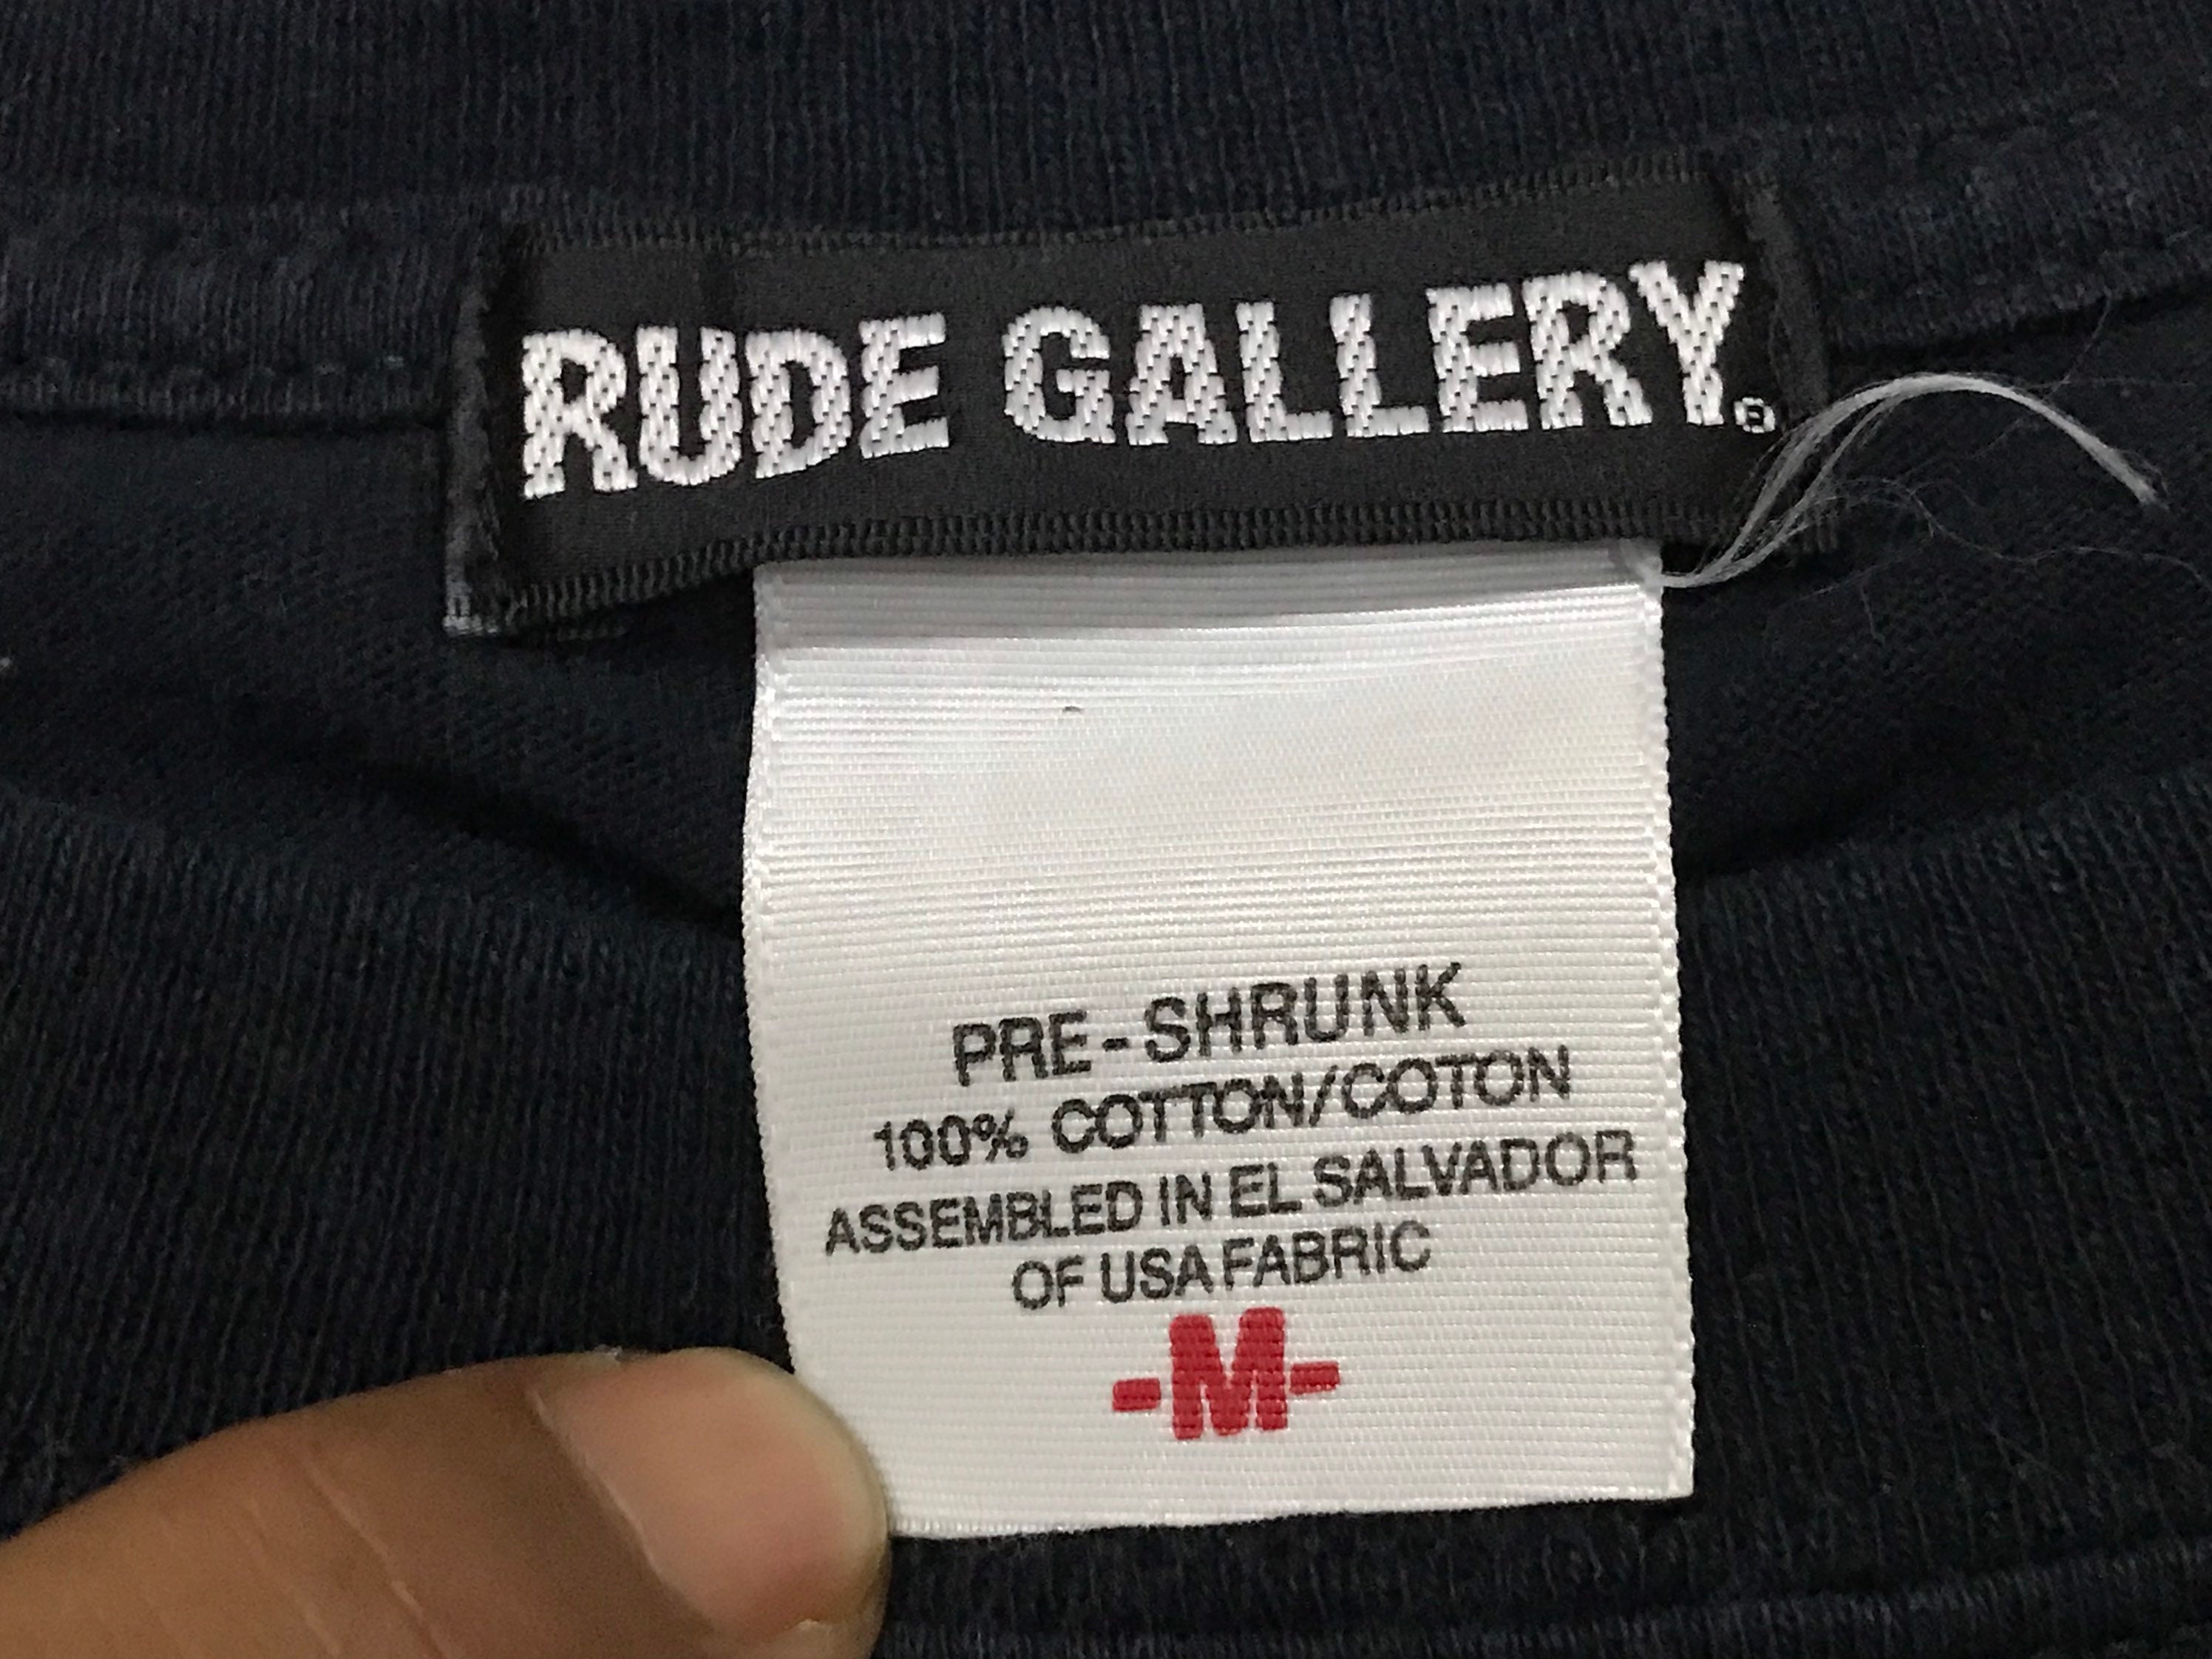 RUDE GALLERY®
PRE-SHRUNK
100% COTTON/COTON
ASSEMBLED IN EL SALVADOR
OF USA FABRIC
-M-